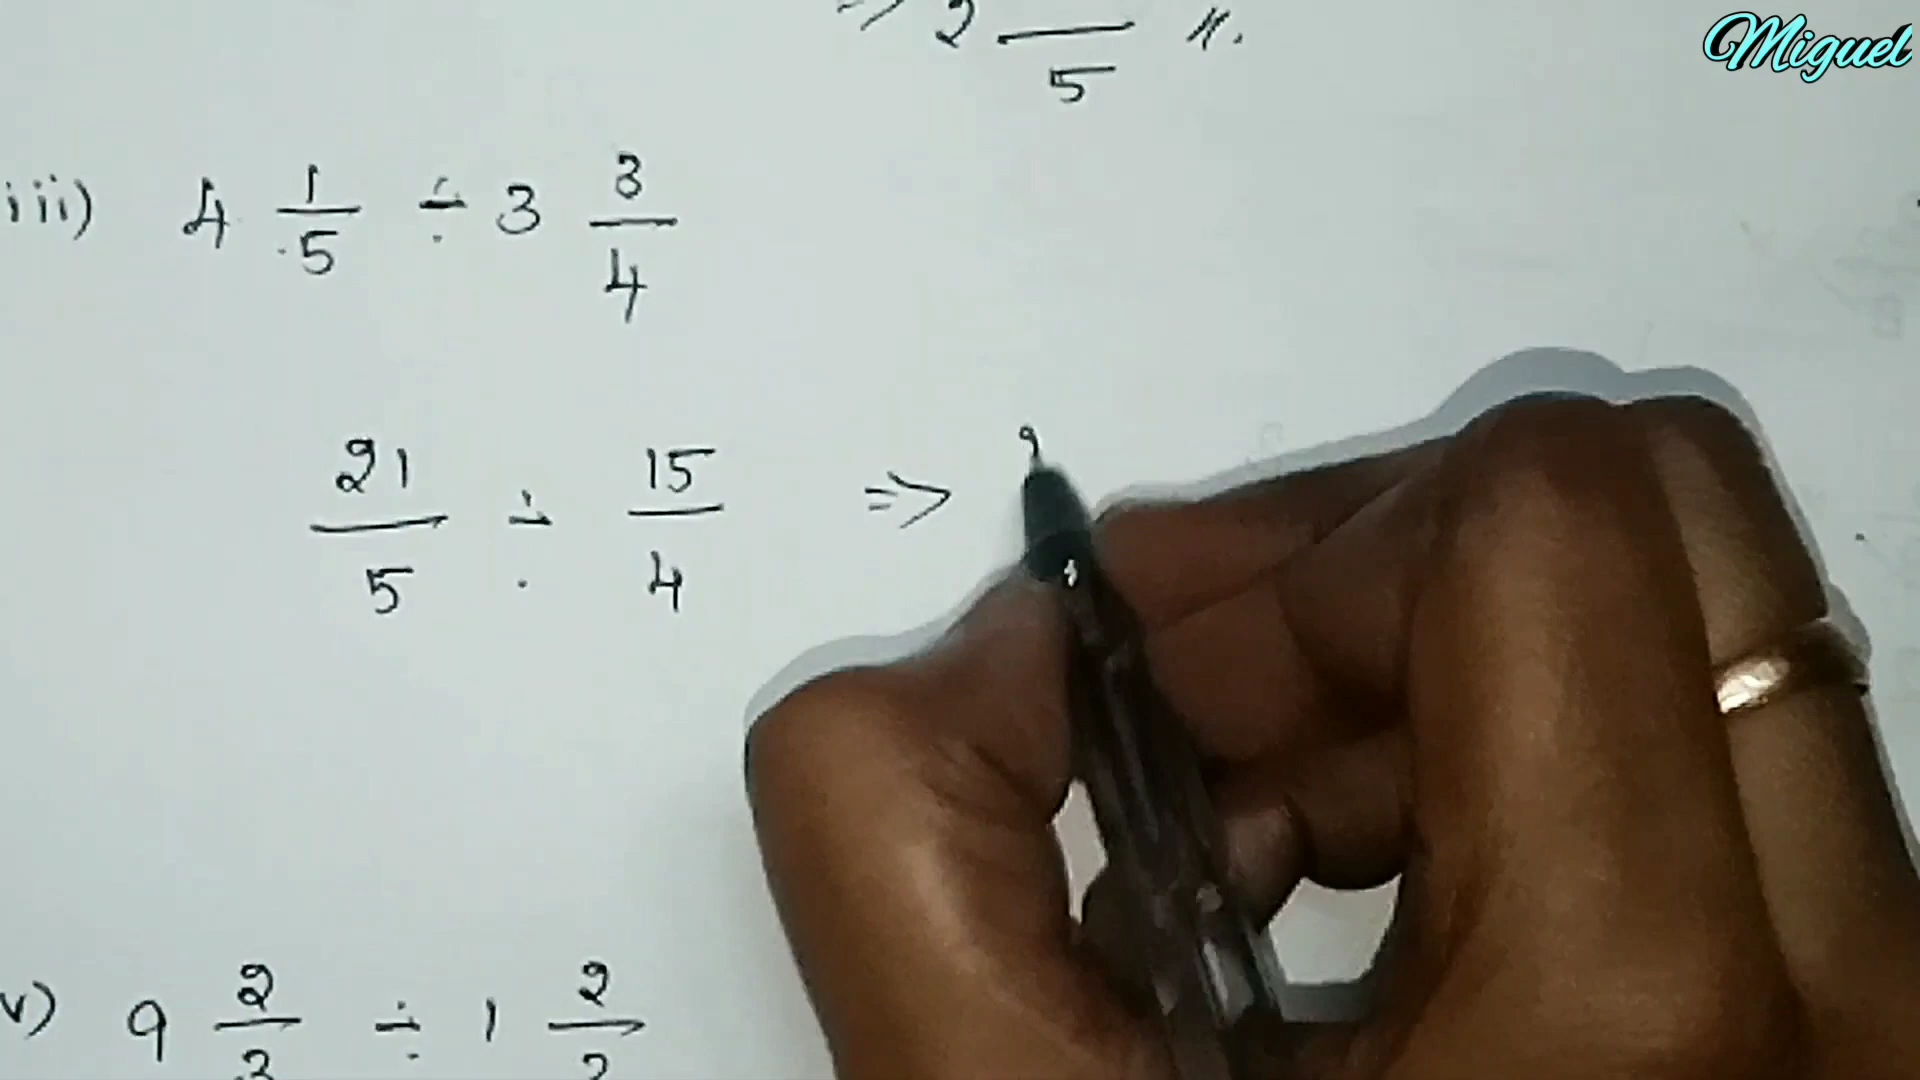 ⇒ 2 —/5 //.
Miguel
iii) 4 1/5 ÷ 3 3/4
21/5 ÷ 15/4 ⇒
v) 9 2/3 ÷ 1 2/3